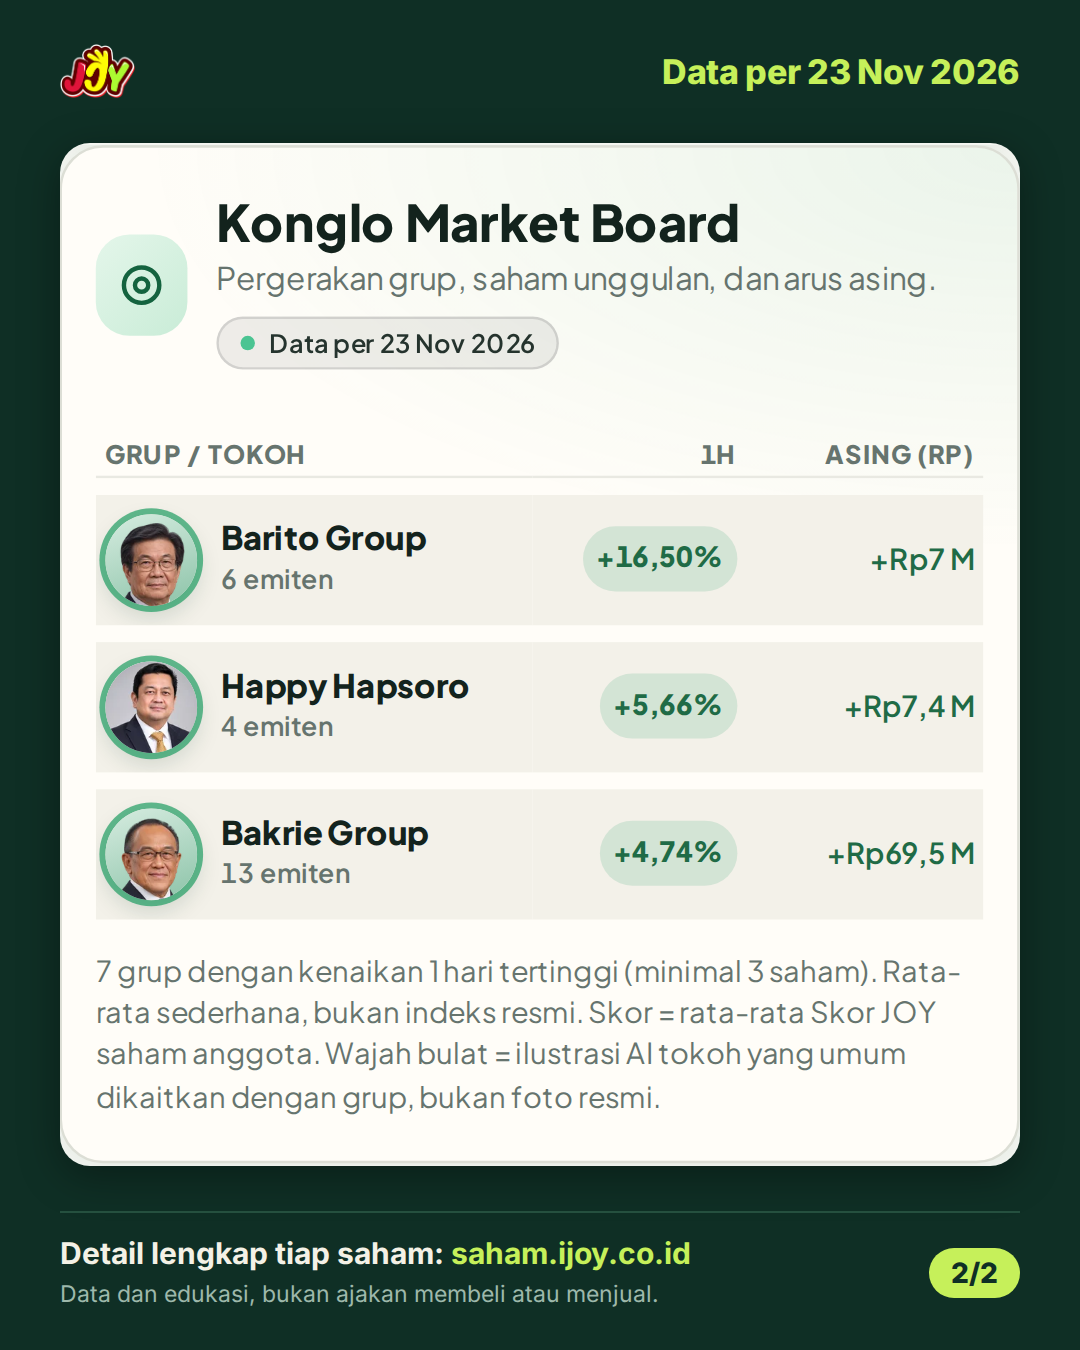 JOY
Data per 23 Nov 2026
Konglo Market Board
Pergerakan grup, saham unggulan, dan arus asing.
Data per 23 Nov 2026
GRUP / TOKOH 1H ASING (RP)
Barito Group
6 emiten
+16,50% +Rp7 M
Happy Hapsoro
4 emiten
+5,66% +Rp7,4 M
Bakrie Group
13 emiten
+4,74% +Rp69,5 M
7 grup dengan kenaikan 1 hari tertinggi (minimal 3 saham). Rata-
rata sederhana, bukan indeks resmi. Skor = rata-rata Skor JOY
saham anggota. Wajah bulat = ilustrasi AI tokoh yang umum
dikaitkan dengan grup, bukan foto resmi.
Detail lengkap tiap saham: saham.ijoy.co.id
Data dan edukasi, bukan ajakan membeli atau menjual.
2/2